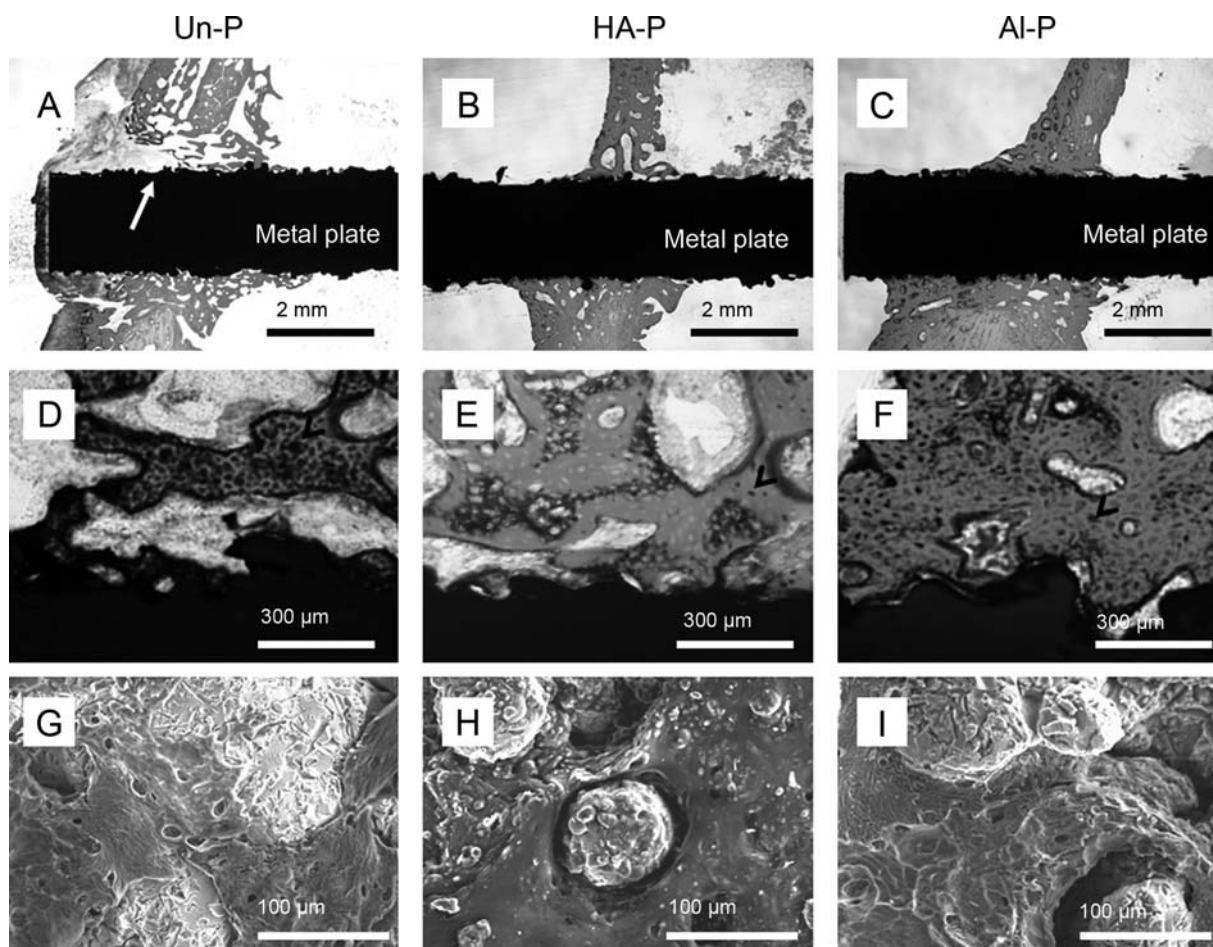 Un-P HA-P Al-P
A B C
Metal plate Metal plate Metal plate
2 mm 2 mm 2 mm
D E F
300 µm 300 µm 300 µm
G H I
100 µm 100 µm 100 µm